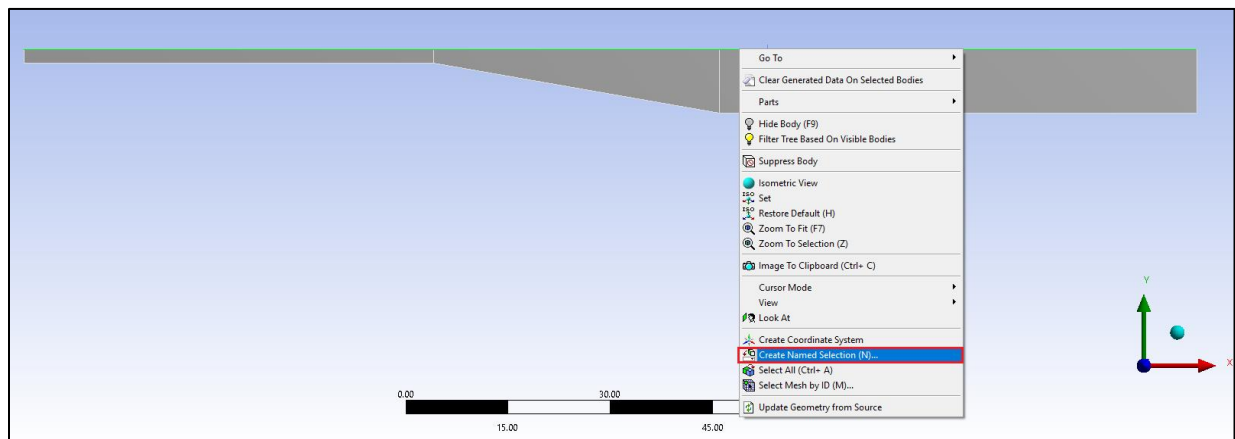 Go To
Clear Generated Data On Selected Bodies
Parts
Hide Body (F9)
Filter Tree Based On Visible Bodies
Suppress Body
Isometric View
ISO Set
ISO Restore Default (H)
Zoom To Fit (F7)
Zoom To Selection (Z)
Image To Clipboard (Ctrl+ C)
Cursor Mode
View
Look At
Create Coordinate System
Create Named Selection (N)...
Select All (Ctrl+ A)
Select Mesh by ID (M)...
Update Geometry from Source
Y
X
0.00 30.00
15.00 45.00